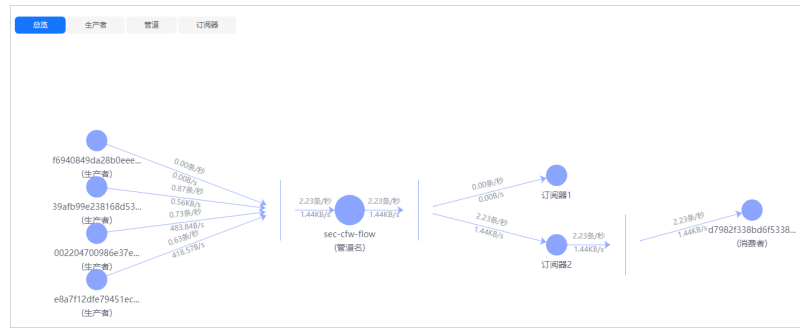 总览
生产者
管道
订阅器
f6940849da28b0eee...
(生产者)
0.00条/秒
0.00B/s
39afb99e238168d53...
(生产者)
0.87条/秒
0.56KB/s
002204700986e37e...
(生产者)
0.73条/秒
483.84B/s
e8a7f12dfe79451ec...
(生产者)
0.63条/秒
418.57B/s
2.23条/秒
1.44KB/s
sec-cfw-flow
(管道名)
2.23条/秒
1.44KB/s
0.00条/秒
0.00B/s
订阅器1
2.23条/秒
1.44KB/s
订阅器2
2.23条/秒
1.44KB/s
2.23条/秒
1.44KB/s
d7982f338bd6f5338...
(消费者)